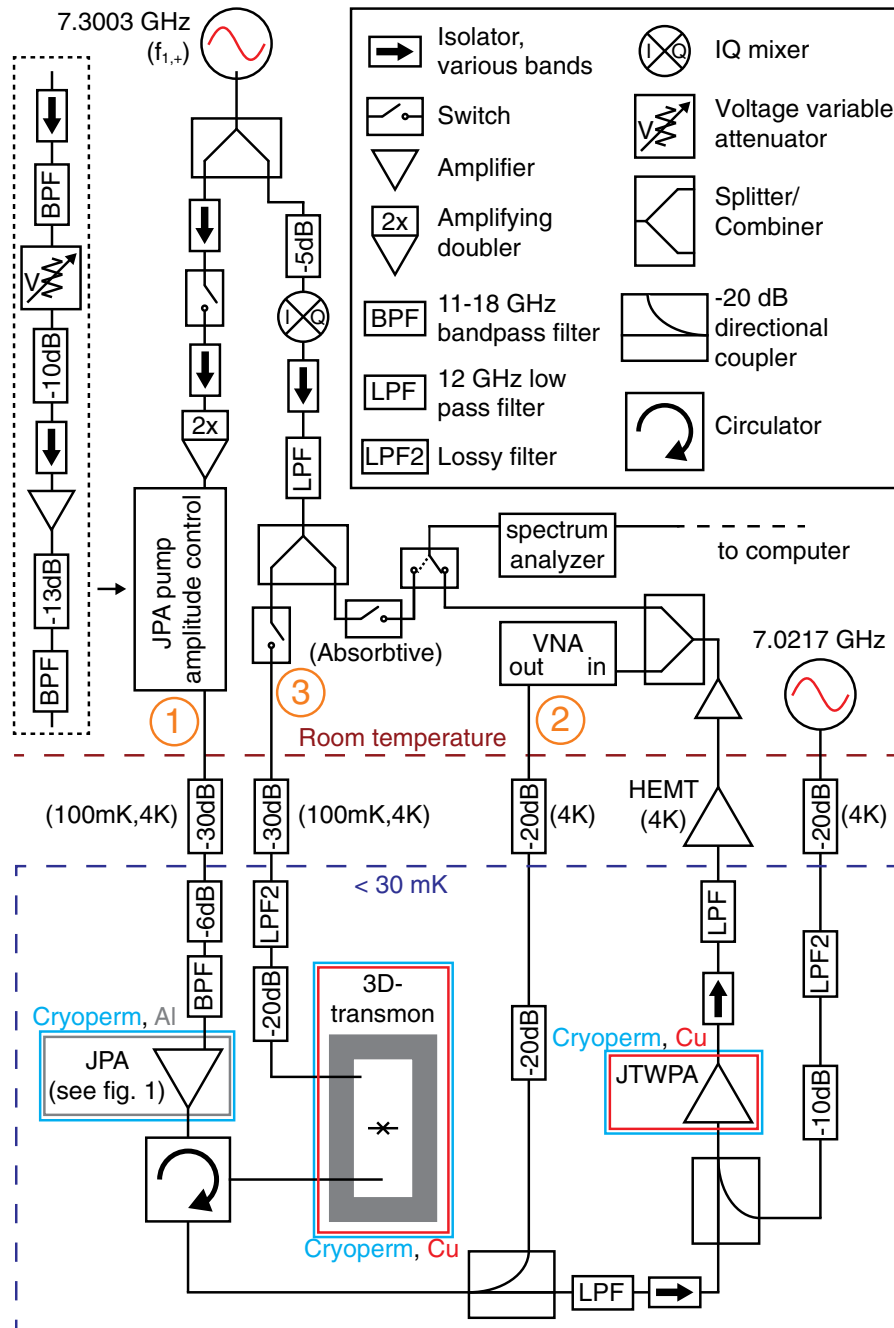 7.3003 GHz
(f1,+)
BPF
V
-10dB
-13dB
BPF
2x
JPA pump
amplitude control
-5dB
I Q
LPF
Isolator,
various bands
Switch
Amplifier
2x
Amplifying
doubler
BPF
11-18 GHz
bandpass filter
LPF
12 GHz low
pass filter
LPF2
Lossy filter
I Q
IQ mixer
V
Voltage variable
attenuator
Splitter/
Combiner
-20 dB
directional
coupler
Circulator
spectrum
analyzer
to computer
(Absorbtive)
VNA
out in
7.0217 GHz
1
3
2
Room temperature
(100mK,4K)
-30dB
-30dB
(100mK,4K)
-20dB
(4K)
HEMT
(4K)
-20dB
(4K)
< 30 mK
-6dB
BPF
LPF2
-20dB
3D-
transmon
-20dB
LPF
LPF2
-10dB
Cryoperm, Al
JPA
(see fig. 1)
Cryoperm, Cu
JTWPA
Cryoperm, Cu
LPF